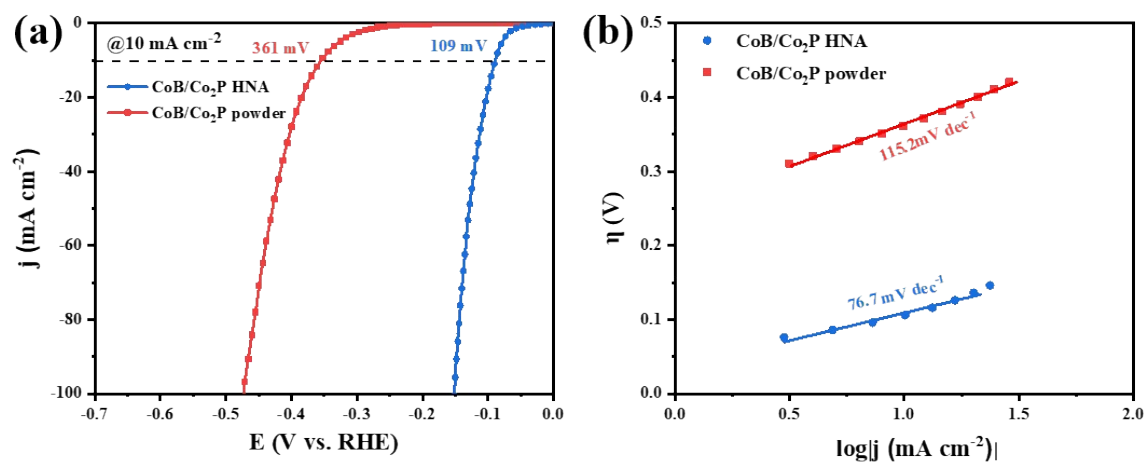 (a)
@10 mA cm⁻²
361 mV
109 mV
CoB/Co₂P HNA
CoB/Co₂P powder
j (mA cm⁻²)
0
-20
-40
-60
-80
-100
-0.7
-0.6
-0.5
-0.4
-0.3
-0.2
-0.1
0.0
E (V vs. RHE)
(b)
CoB/Co₂P HNA
CoB/Co₂P powder
115.2mV dec⁻¹
76.7 mV dec⁻¹
η (V)
0.5
0.4
0.3
0.2
0.1
0.0
0.0
0.5
1.0
1.5
2.0
log|j (mA cm⁻²)|